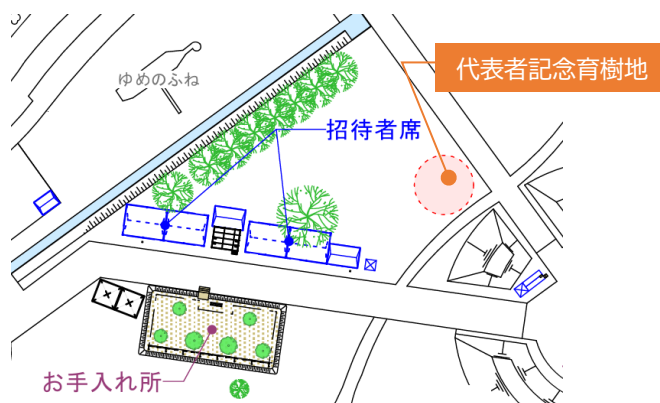 代表者記念育樹地
ゆめのふね
招待者席
お手入れ所